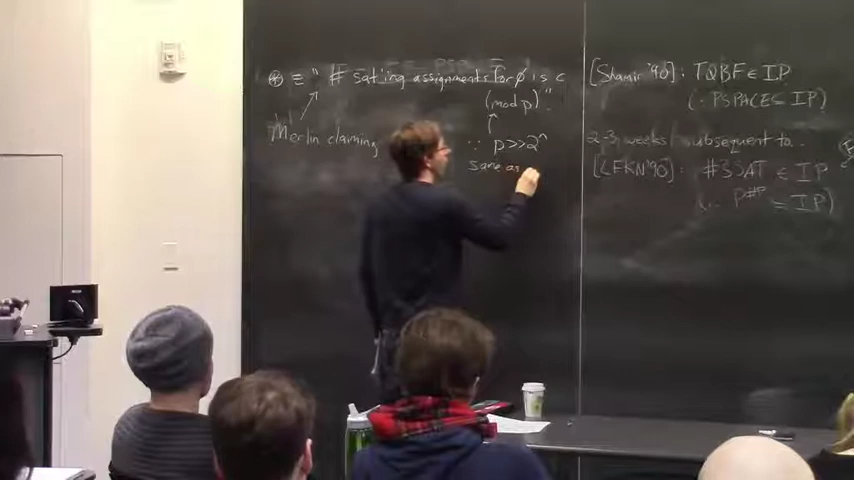 ⊛ ≡ " # sat'ing assignments for φ is c
(mod p)".
Merlin claiming
∵ p>>2ⁿ
same as
[Shamir '90]: TQBF ∈ IP
(∴ PSPACE ⊆ IP)
2-3 weeks subsequent to
[LFKN'90]: #3SAT ∈ IP
(∴ P^#P ⊆ IP)